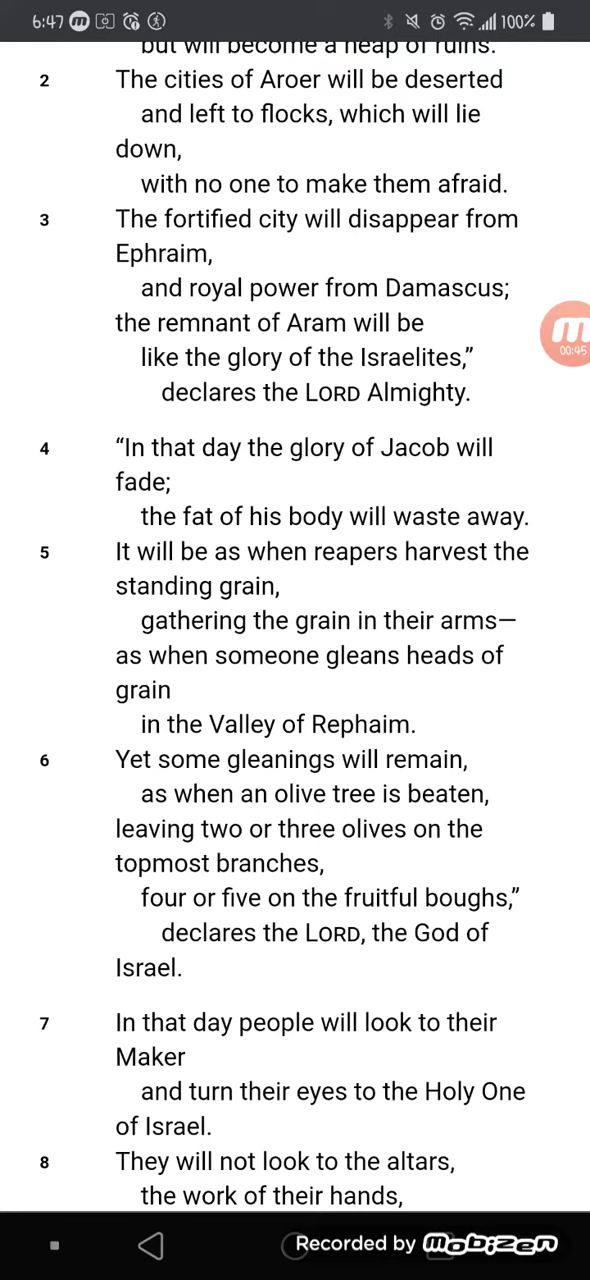 6:47 100%
but will become a heap of ruins.
2 The cities of Aroer will be deserted
and left to flocks, which will lie
down,
with no one to make them afraid.
3 The fortified city will disappear from
Ephraim,
and royal power from Damascus;
the remnant of Aram will be
like the glory of the Israelites,”
declares the LORD Almighty.
00:45
4 “In that day the glory of Jacob will
fade;
the fat of his body will waste away.
5 It will be as when reapers harvest the
standing grain,
gathering the grain in their arms—
as when someone gleans heads of
grain
in the Valley of Rephaim.
6 Yet some gleanings will remain,
as when an olive tree is beaten,
leaving two or three olives on the
topmost branches,
four or five on the fruitful boughs,”
declares the LORD, the God of
Israel.
7 In that day people will look to their
Maker
and turn their eyes to the Holy One
of Israel.
8 They will not look to the altars,
the work of their hands,
Recorded by mobizen